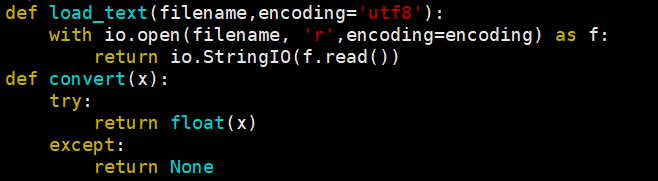 def load_text(filename,encoding='utf8'):
    with io.open(filename, 'r',encoding=encoding) as f:
        return io.StringIO(f.read())
def convert(x):
    try:
        return float(x)
    except:
        return None